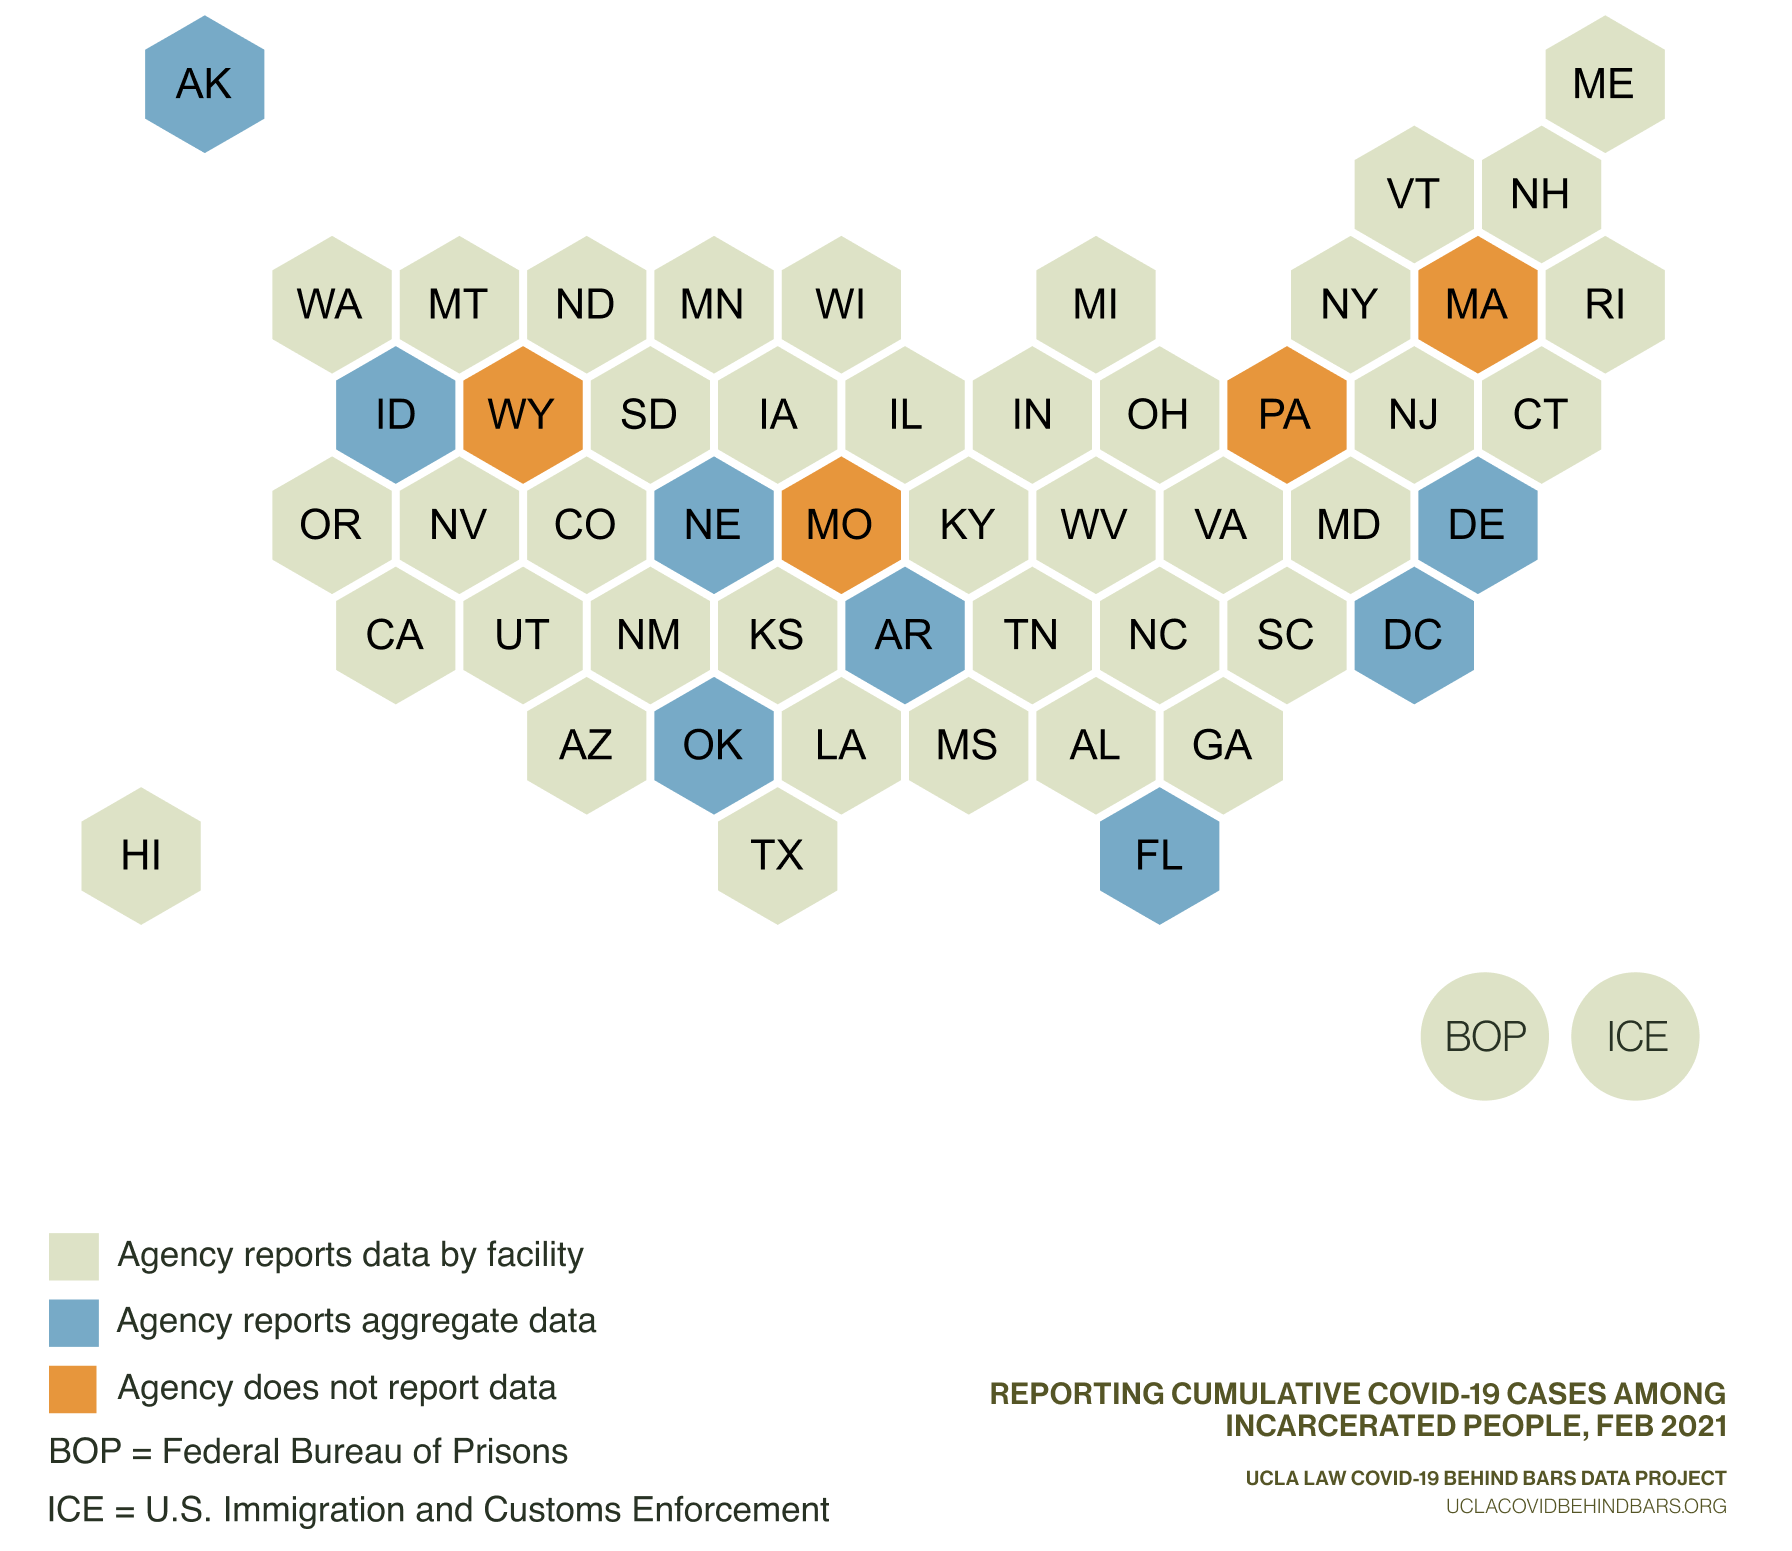 AK
ME
VT NH
WA MT ND MN WI MI NY MA RI
ID WY SD IA IL IN OH PA NJ CT
OR NV CO NE MO KY WV VA MD DE
CA UT NM KS AR TN NC SC DC
AZ OK LA MS AL GA
HI TX FL
BOP ICE
Agency reports data by facility
Agency reports aggregate data
Agency does not report data
BOP = Federal Bureau of Prisons
ICE = U.S. Immigration and Customs Enforcement
REPORTING CUMULATIVE COVID-19 CASES AMONG
INCARCERATED PEOPLE, FEB 2021
UCLA LAW COVID-19 BEHIND BARS DATA PROJECT
UCLACOVIDBEHINDBARS.ORG